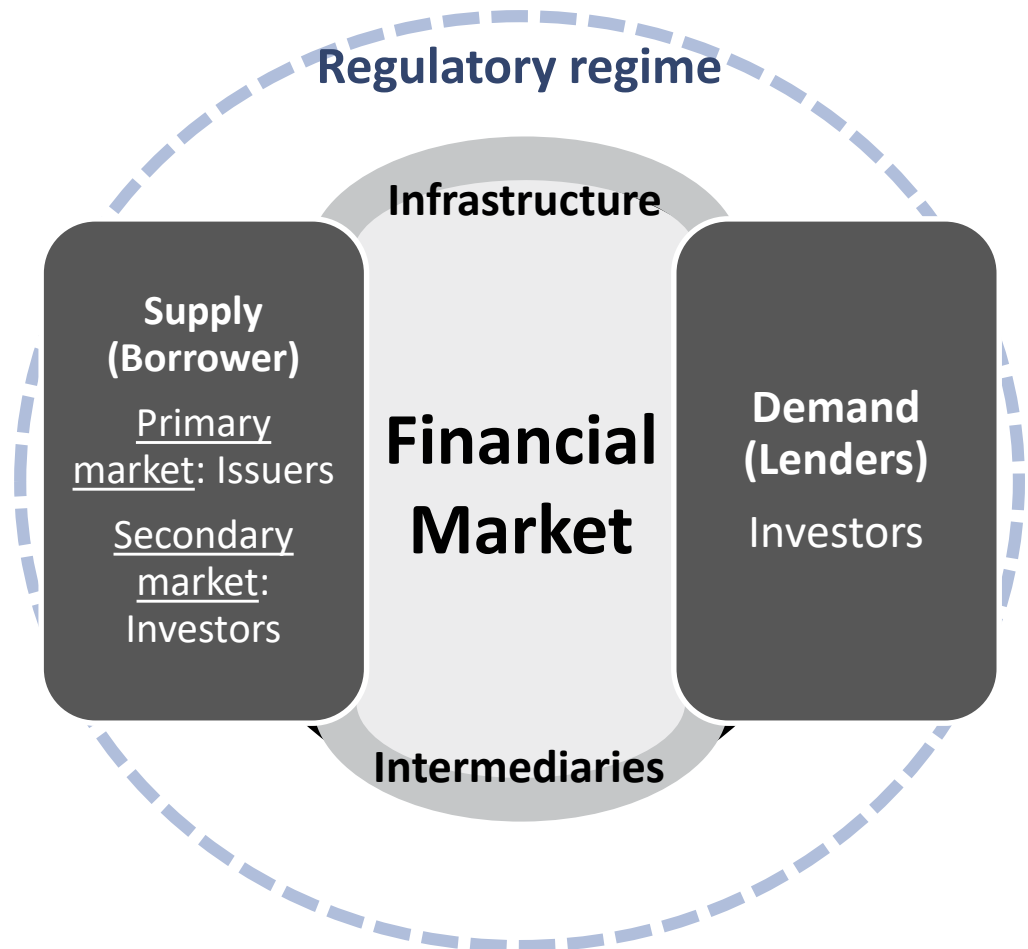 Regulatory regime
Infrastructure
Supply
(Borrower)
Primary
market: Issuers
Secondary
market:
Investors
Financial
Market
Demand
(Lenders)
Investors
Intermediaries